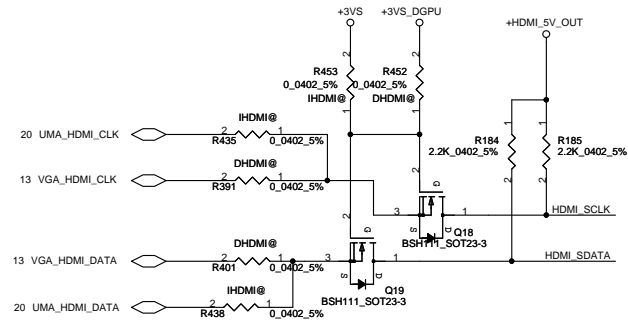 +3VS +3VS_DGPU
+HDMI_5V_OUT
2 2
R453 R452
0_0402_5% 0_0402_5%
IHDMI@ DHDMI@
1 1
IHDMI@
20 UMA_HDMI_CLK 2 1
R435 0_0402_5%
1 1
R184 R185
2.2K_0402_5% 2.2K_0402_5%
2 2
DHDMI@
13 VGA_HDMI_CLK 2 1
R391 0_0402_5%
2
G
3 1 HDMI_SCLK
S D Q18
BSH111_SOT23-3
2
G
DHDMI@
13 VGA_HDMI_DATA 2 1 3 1 HDMI_SDATA
R401 0_0402_5% S D
Q19
BSH111_SOT23-3
IHDMI@
20 UMA_HDMI_DATA 2 1
R438 0_0402_5%